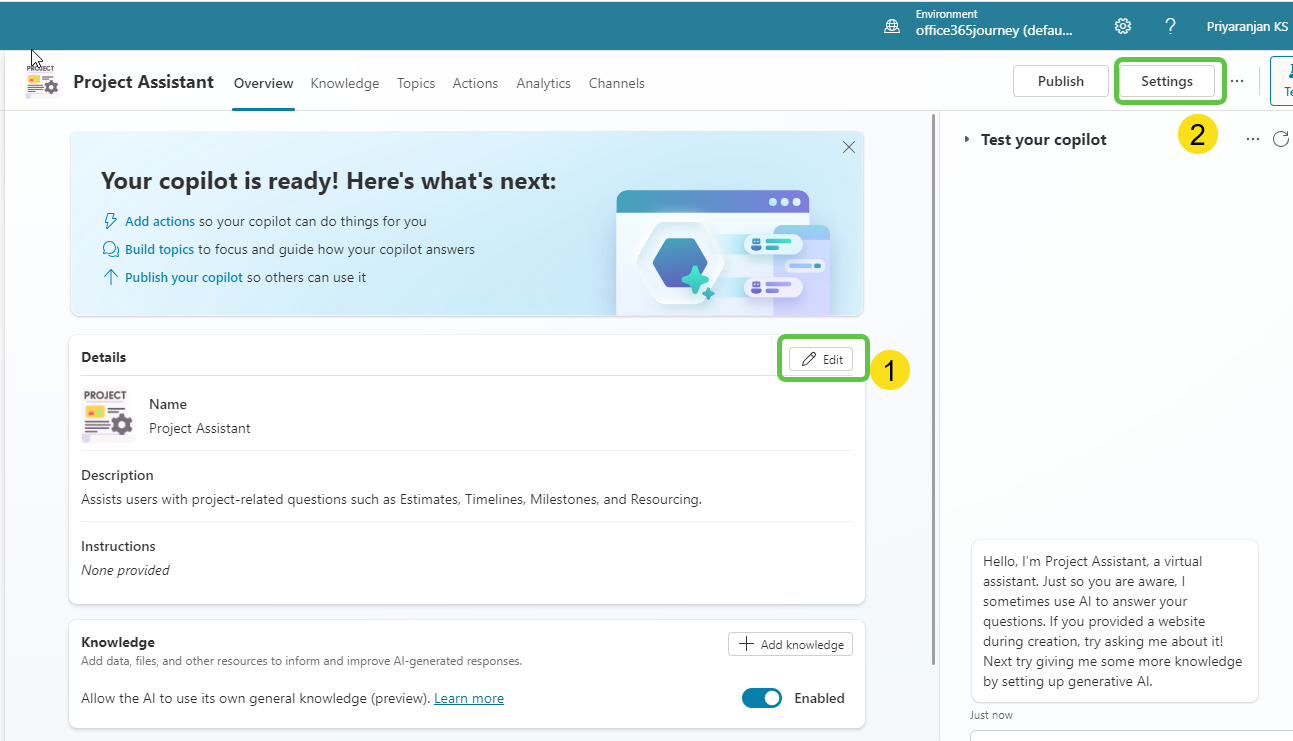 Environment
office365journey (defau...
?
Priyaranjan KS
PROJECT
Project Assistant
Overview
Knowledge
Topics
Actions
Analytics
Channels
Publish
Settings
...
Te
2
Your copilot is ready! Here's what's next:
Add actions so your copilot can do things for you
Build topics to focus and guide how your copilot answers
Publish your copilot so others can use it
Test your copilot
...
Details
Edit
1
PROJECT
Name
Project Assistant
Description
Assists users with project-related questions such as Estimates, Timelines, Milestones, and Resourcing.
Instructions
None provided
Knowledge
Add data, files, and other resources to inform and improve AI-generated responses.
Add knowledge
Allow the AI to use its own general knowledge (preview). Learn more
Enabled
Hello, I'm Project Assistant, a virtual
assistant. Just so you are aware, I
sometimes use AI to answer your
questions. If you provided a website
during creation, try asking me about it!
Next try giving me some more knowledge
by setting up generative AI.
Just now